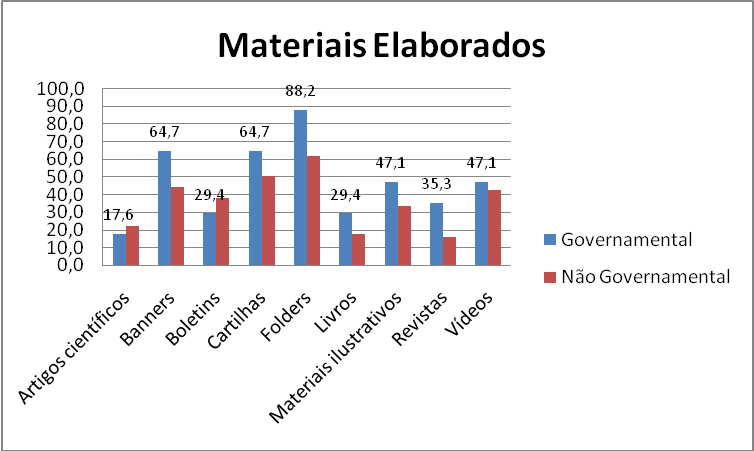 Materiais Elaborados
100,0
90,0
80,0
70,0
60,0
50,0
40,0
30,0
20,0
10,0
0,0
17,6
64,7
29,4
64,7
88,2
29,4
47,1
35,3
47,1
Artigos científicos
Banners
Boletins
Cartilhas
Folders
Livros
Materiais ilustrativos
Revistas
Vídeos
Governamental
Não Governamental